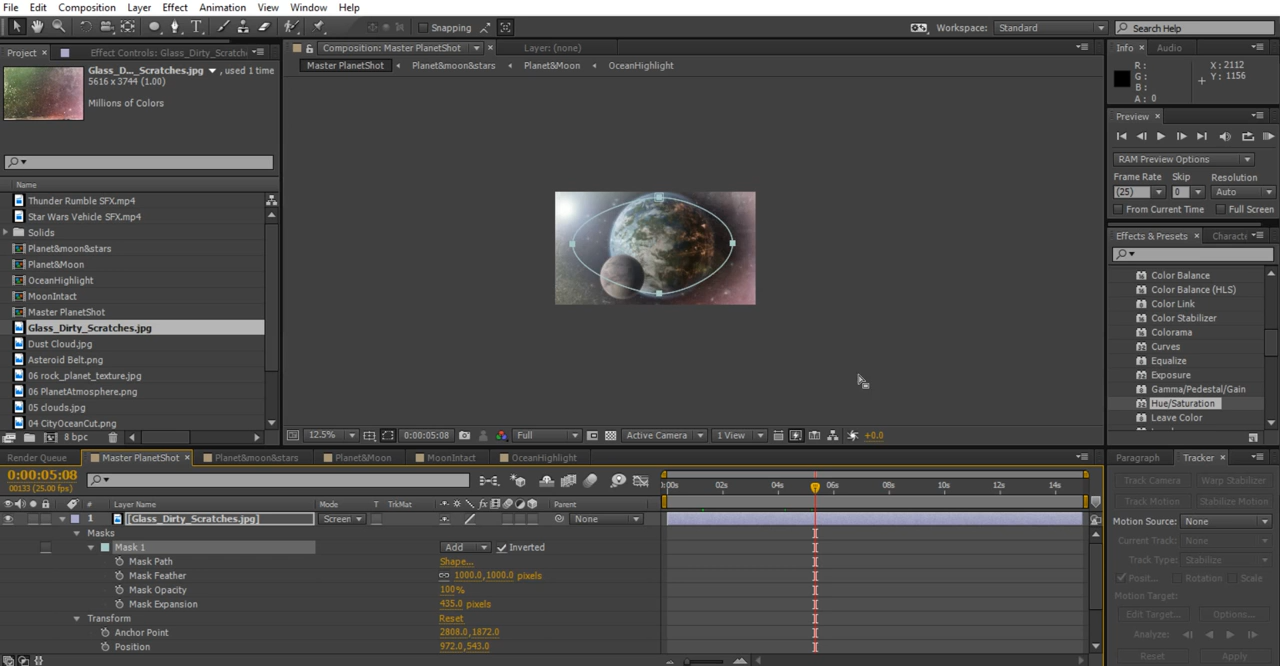 File Edit Composition Layer Effect Animation View Window Help
T Snapping Workspace: Standard Search Help
Project × Effect Controls: Glass_Dirty_Scratch
Composition: Master PlanetShot × Layer: (none)
Info × Audio
Glass_D..._Scratches.jpg ▼, used 1 time
5616 x 3744 (1.00)
Millions of Colors
Master PlanetShot Planet&moon&stars Planet&Moon OceanHighlight
R : X : 2112
G : Y : 1156
B :
A : 0
Preview ×
RAM Preview Options
Frame Rate Skip Resolution
(25) 0 Auto
From Current Time Full Screen
Effects & Presets × Characte
Name
Thunder Rumble SFX.mp4
Star Wars Vehicle SFX.mp4
Solids
Planet&moon&stars
Planet&Moon
OceanHighlight
MoonIntact
Master PlanetShot
Glass_Dirty_Scratches.jpg
Dust Cloud.jpg
Asteroid Belt.png
06 rock_planet_texture.jpg
06 PlanetAtmosphere.png
05 clouds.jpg
04 CityOceanCut.png
8 bpc
Color Balance
Color Balance (HLS)
Color Link
Color Stabilizer
Colorama
Curves
Equalize
Exposure
Gamma/Pedestal/Gain
Hue/Saturation
Leave Color
12.5% 0:00:05:08 Full Active Camera 1 View +0.0
Render Queue Master PlanetShot × Planet&moon&stars Planet&Moon MoonIntact OceanHighlight
0:00:05:08
00133 (25.00 fps)
:00s 02s 04s 06s 08s 10s 12s 14s
# Layer Name Mode T TrkMat Parent
1 [Glass_Dirty_Scratches.jpg] Screen None
Masks
Mask 1 Add Inverted
Mask Path Shape...
Mask Feather 1000.0,1000.0 pixels
Mask Opacity 100%
Mask Expansion 435.0 pixels
Transform Reset
Anchor Point 2808.0,1872.0
Position 972.0,543.0
Paragraph Tracker ×
Track Camera Warp Stabilizer
Track Motion Stabilize Motion
Motion Source: None
Current Track: None
Track Type: Stabilize
Positi... Rotation Scale
Motion Target:
Edit Target... Options...
Analyze:
Reset Apply